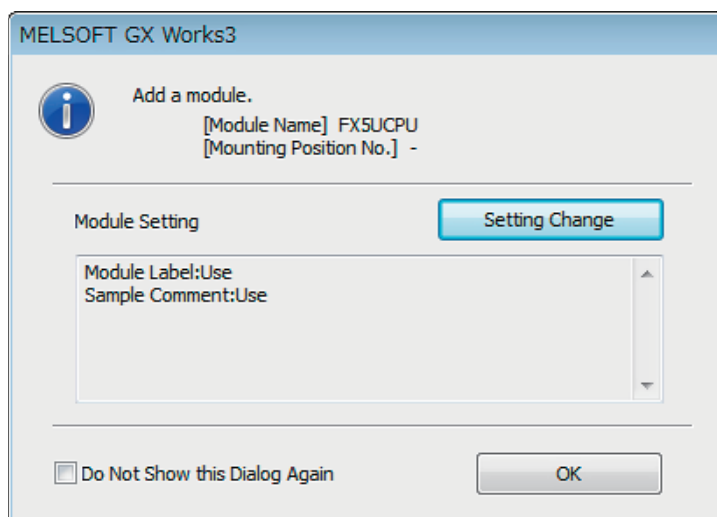 MELSOFT GX Works3
Add a module.
[Module Name] FX5UCPU
[Mounting Position No.] -
Module Setting
Setting Change
Module Label:Use
Sample Comment:Use
Do Not Show this Dialog Again
OK